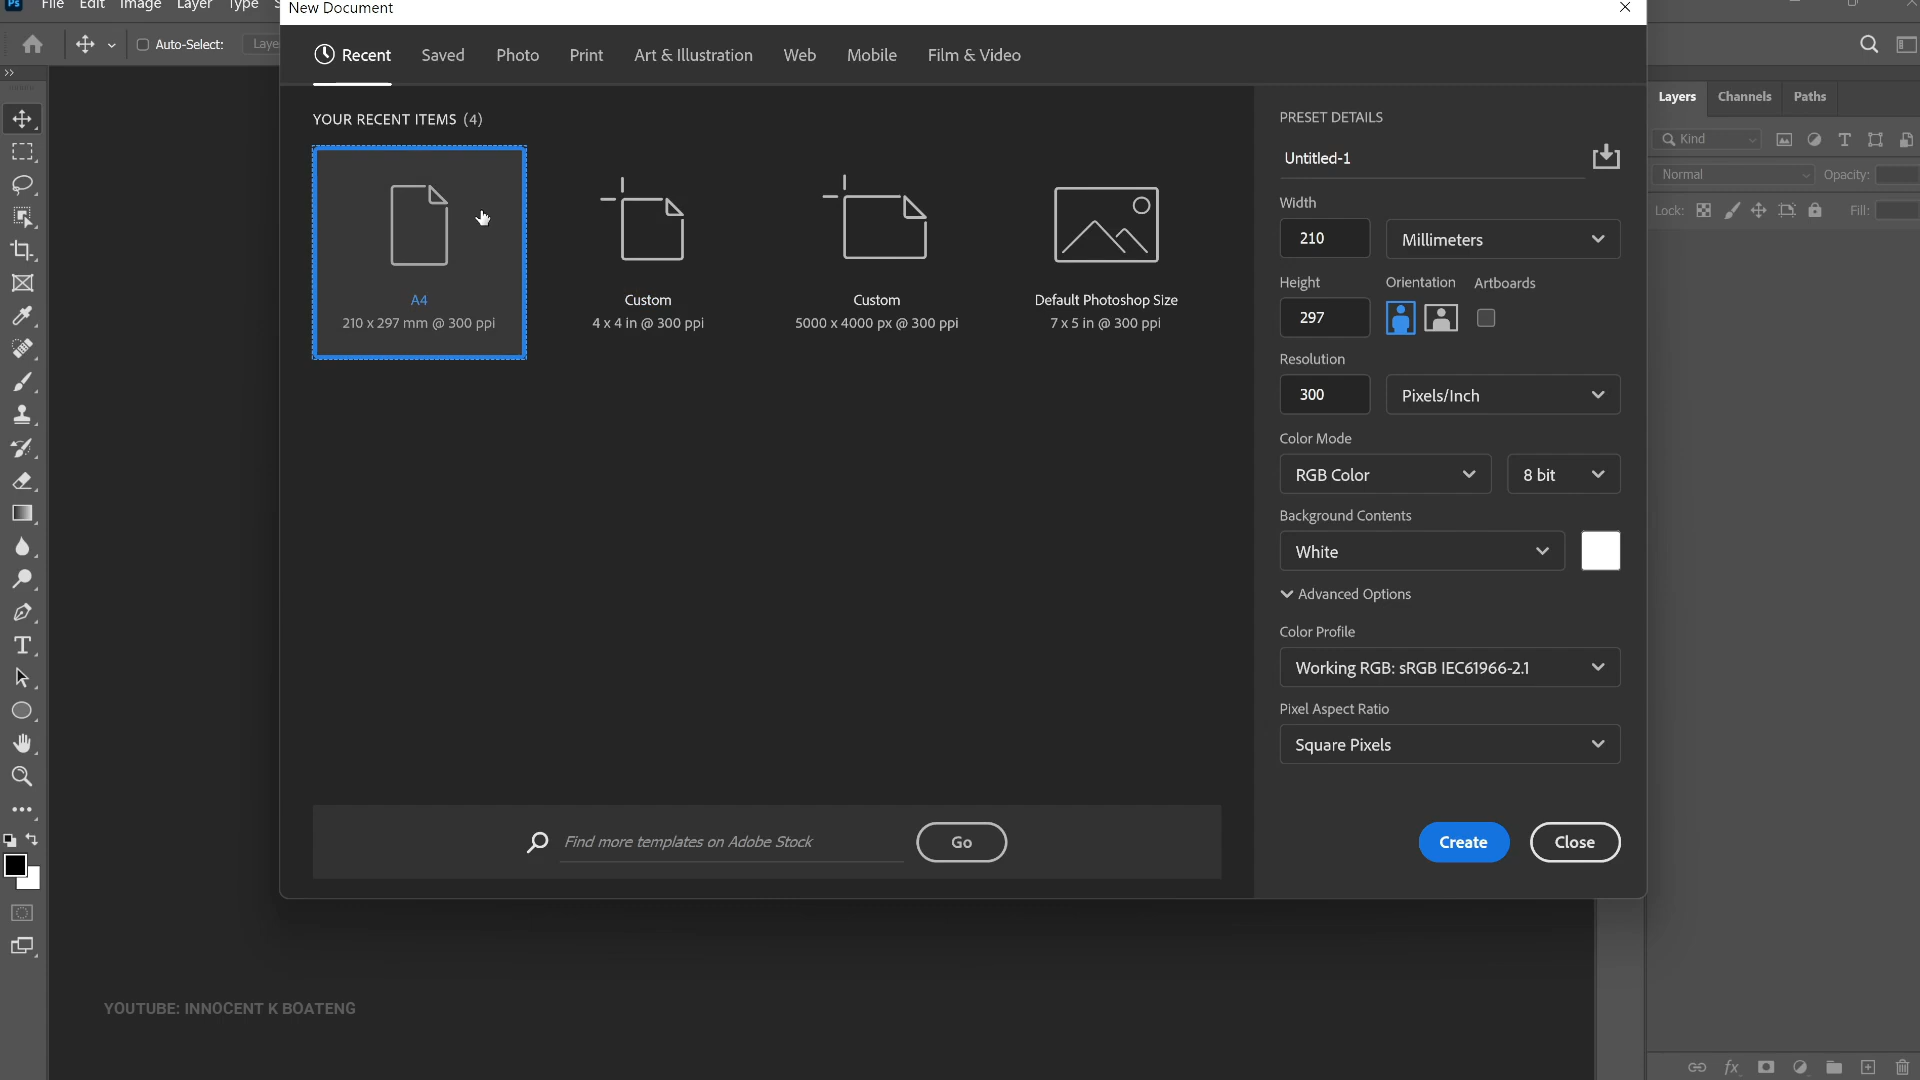 Ps File Edit Image Layer Type
New Document
Auto-Select:
Recent Saved Photo Print Art & Illustration Web Mobile Film & Video
YOUR RECENT ITEMS (4)
A4
210 x 297 mm @ 300 ppi
Custom
4 x 4 in @ 300 ppi
Custom
5000 x 4000 px @ 300 ppi
Default Photoshop Size
7 x 5 in @ 300 ppi
Find more templates on Adobe Stock
Go
PRESET DETAILS
Untitled-1
Width
210 Millimeters
Height Orientation Artboards
297
Resolution
300 Pixels/Inch
Color Mode
RGB Color 8 bit
Background Contents
White
Advanced Options
Color Profile
Working RGB: sRGB IEC61966-2.1
Pixel Aspect Ratio
Square Pixels
Create Close
Layers Channels Paths
Kind
Normal Opacity:
Lock: Fill:
fx
YOUTUBE: INNOCENT K BOATENG